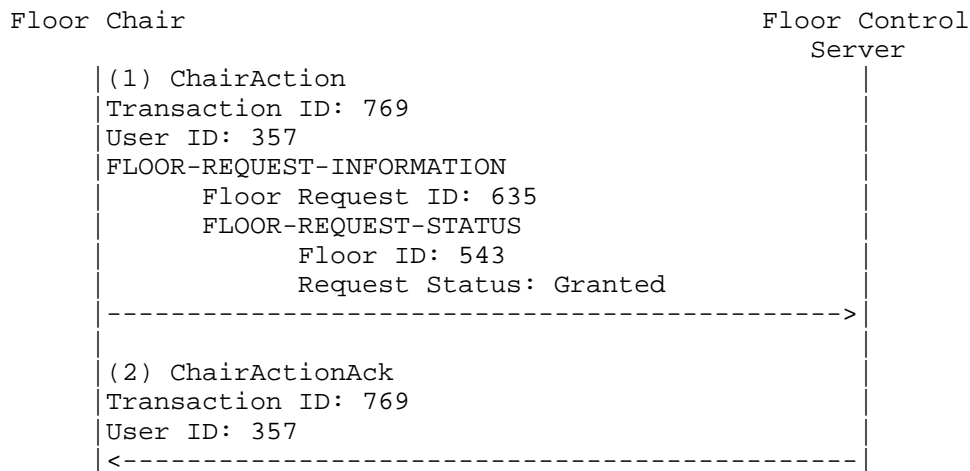 Floor Chair                                    Floor Control
                                                  Server
     |(1) ChairAction                                |
     |Transaction ID: 769                            |
     |User ID: 357                                   |
     |FLOOR-REQUEST-INFORMATION                      |
     |      Floor Request ID: 635                    |
     |      FLOOR-REQUEST-STATUS                     |
     |            Floor ID: 543                      |
     |            Request Status: Granted            |
     |---------------------------------------------->|
     |                                               |
     |(2) ChairActionAck                             |
     |Transaction ID: 769                            |
     |User ID: 357                                   |
     |<----------------------------------------------|